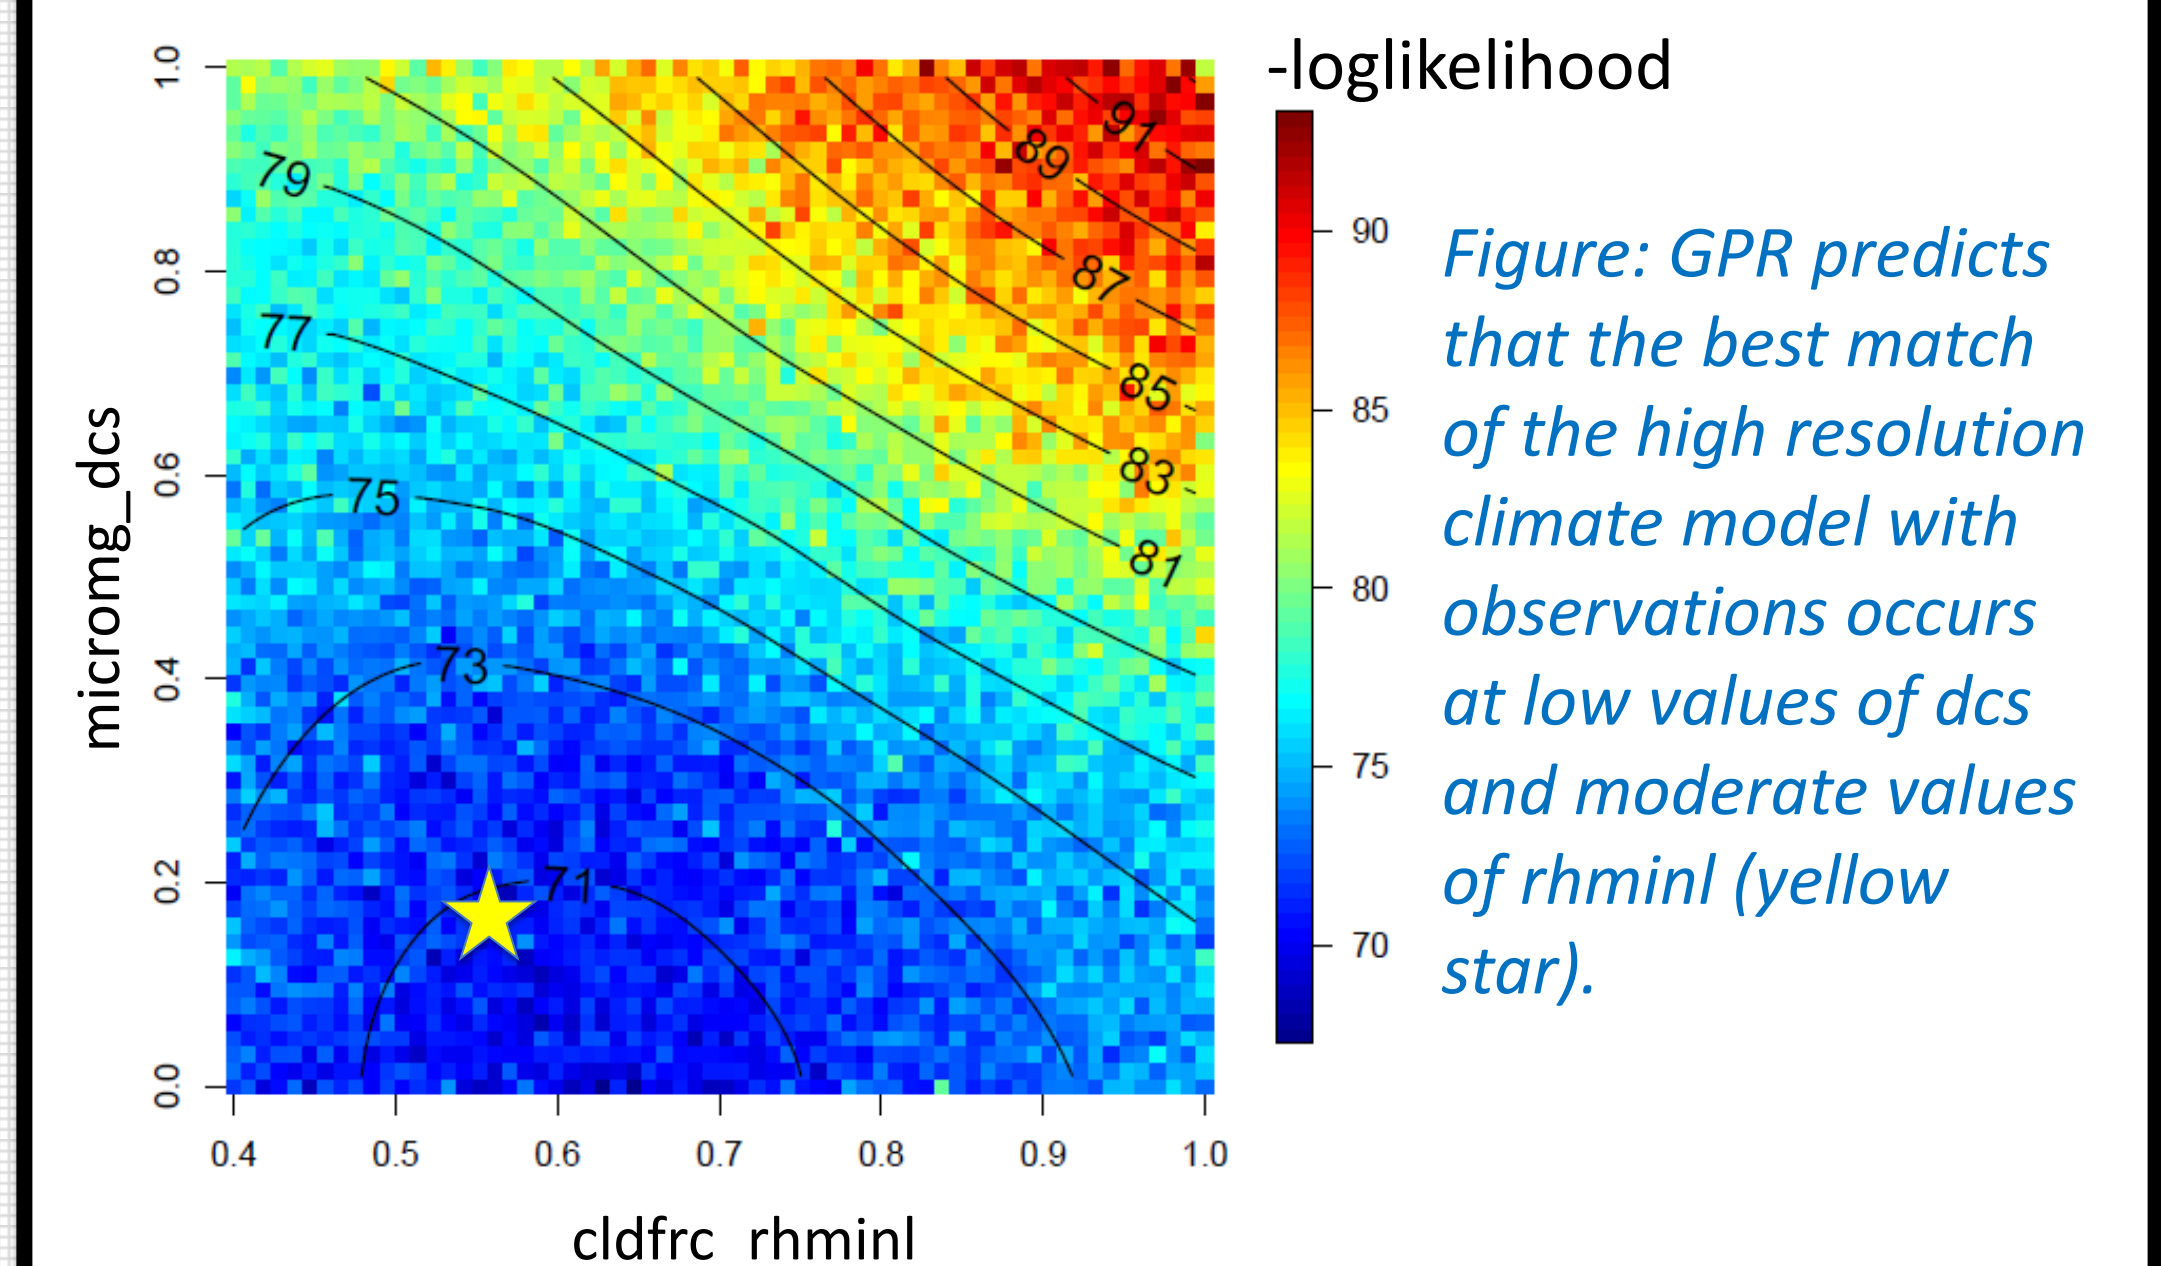 -loglikelihood
1.0
0.8
0.6
0.4
0.2
0.0
micromg_dcs
91
89
87
85
83
81
79
77
75
73
71
0.4 0.5 0.6 0.7 0.8 0.9 1.0
cldfrc rhminl
90
85
80
75
70
Figure: GPR predicts
that the best match
of the high resolution
climate model with
observations occurs
at low values of dcs
and moderate values
of rhminl (yellow
star).